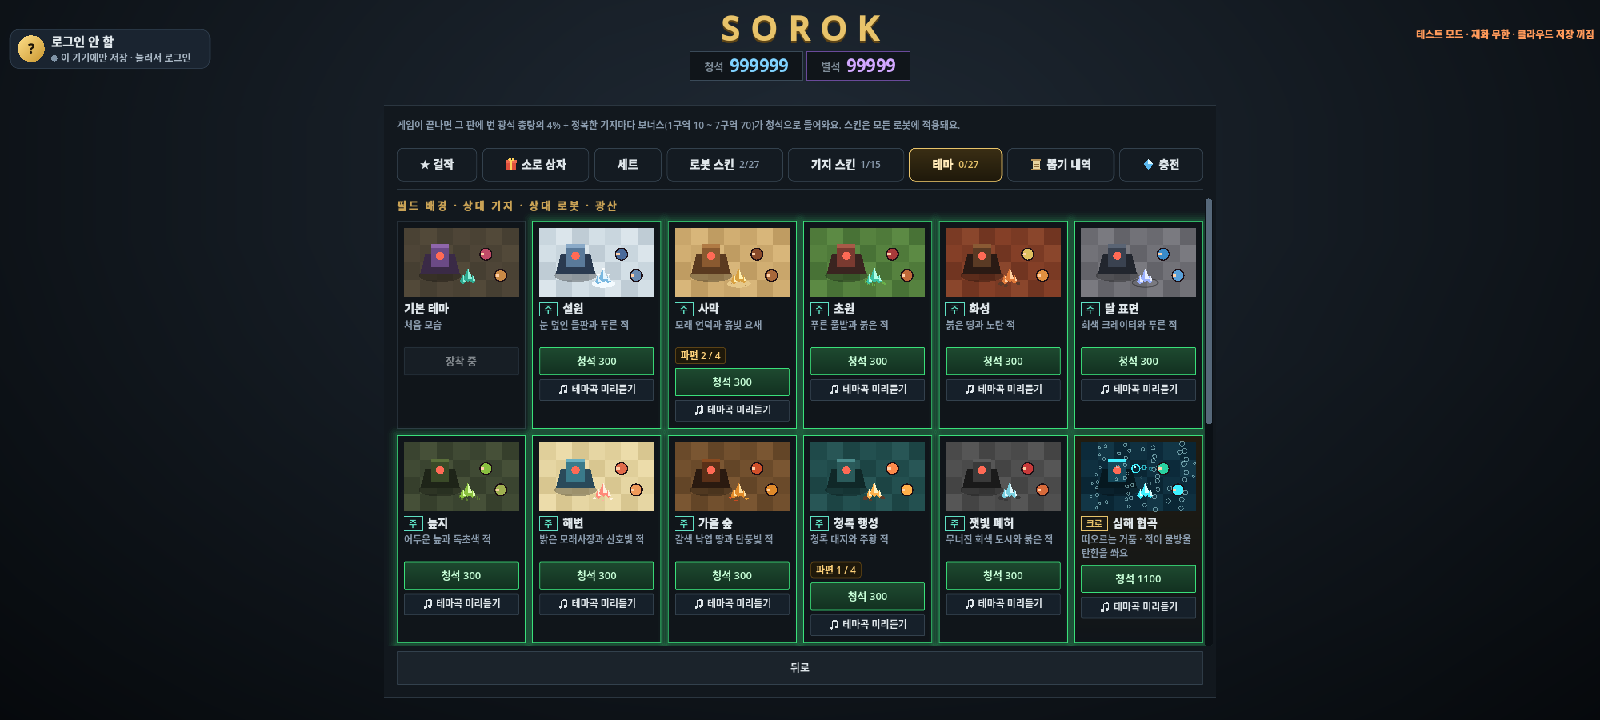 SOROK
? 로그인 안 함
이 기기에만 저장 · 눌러서 로그인
청석 999999 별석 99999
테스트 모드 · 재화 무한 · 클라우드 저장 꺼짐
게임이 끝나면 그 판에 번 광석 총량의 4% + 정복한 기지마다 보너스(1구역 10 ~ 7구역 70)가 청석으로 들어와요. 스킨은 모든 로봇에 적용돼요.
★ 걸작 소로 상자 세트 로봇 스킨 2/27 기지 스킨 1/15 테마 0/27 뽑기 내역 충전
필드 배경 · 상대 기지 · 상대 로봇 · 광산
기본 테마
처음 모습
장착 중
주 설원
눈 덮인 들판과 푸른 적
청석 300
♫ 테마곡 미리듣기
주 사막
모래 언덕과 흙빛 요새
파편 2 / 4
청석 300
♫ 테마곡 미리듣기
주 초원
푸른 풀밭과 붉은 적
청석 300
♫ 테마곡 미리듣기
주 화성
붉은 땅과 노란 적
청석 300
♫ 테마곡 미리듣기
주 달 표면
회색 크레이터와 푸른 적
청석 300
♫ 테마곡 미리듣기
주 늪지
어두운 늪과 독초색 적
청석 300
♫ 테마곡 미리듣기
주 해변
밝은 모래사장과 산호빛 적
청석 300
♫ 테마곡 미리듣기
주 가을 숲
갈색 낙엽 땅과 단풍빛 적
청석 300
♫ 테마곡 미리듣기
주 청록 행성
청록 대지와 주황 적
파편 1 / 4
청석 300
♫ 테마곡 미리듣기
주 잿빛 폐허
무너진 회색 도시와 붉은 적
청석 300
♫ 테마곡 미리듣기
크로 심해 협곡
떠오르는 거품 · 적이 물방울
탄환을 쏴요
청석 1100
♫ 테마곡 미리듣기
뒤로